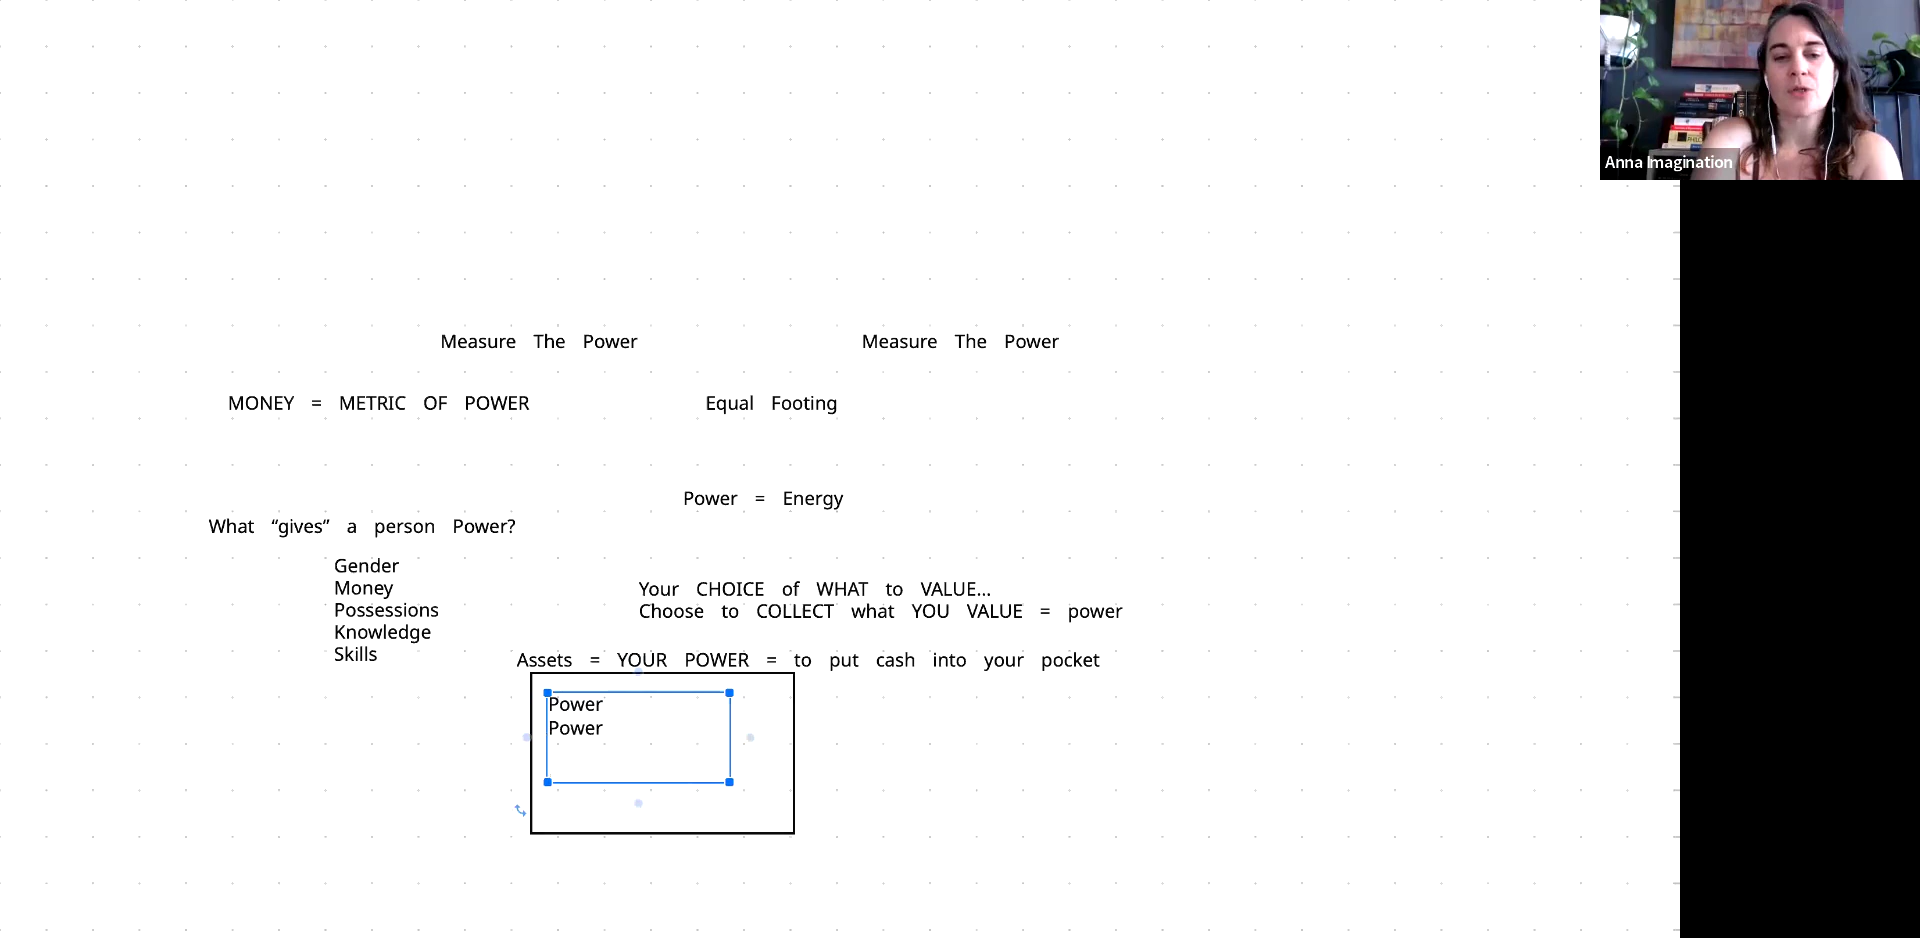 Anna Imagination
Measure The Power
Measure The Power
MONEY = METRIC OF POWER
Equal Footing
Power = Energy
What “gives” a person Power?
Gender
Money
Possessions
Knowledge
Skills
Your CHOICE of WHAT to VALUE...
Choose to COLLECT what YOU VALUE = power
Assets = YOUR POWER = to put cash into your pocket
Power
Power